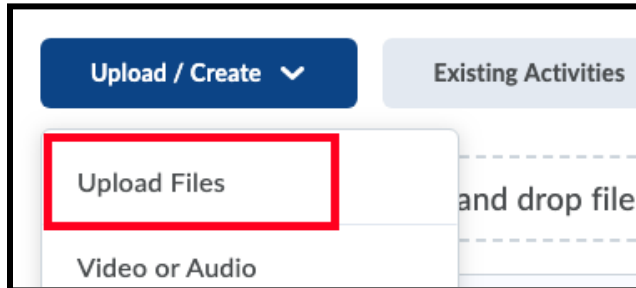 Upload / Create
Existing Activities
Upload Files
and drop file
Video or Audio